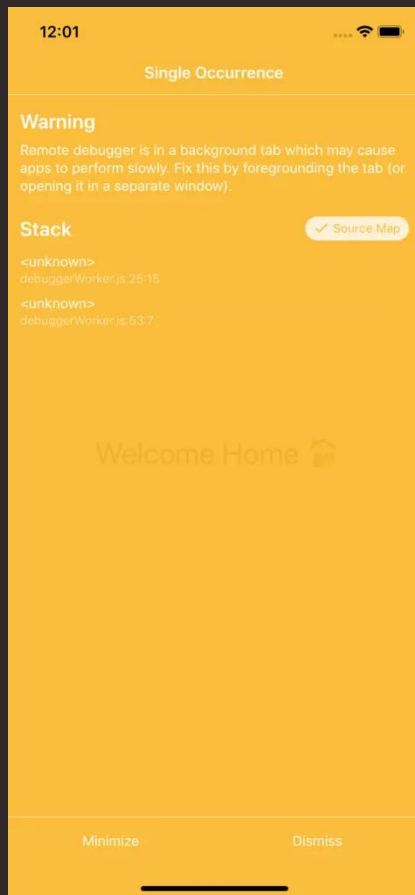 12:01
Single Occurrence
Warning
Remote debugger is in a background tab which may cause
apps to perform slowly. Fix this by foregrounding the tab (or
opening it in a separate window).
Stack
✓ Source Map
<unknown>
debuggerWorker.js:25:15
<unknown>
debuggerWorker.js:53:7
Welcome Home
Minimize
Dismiss